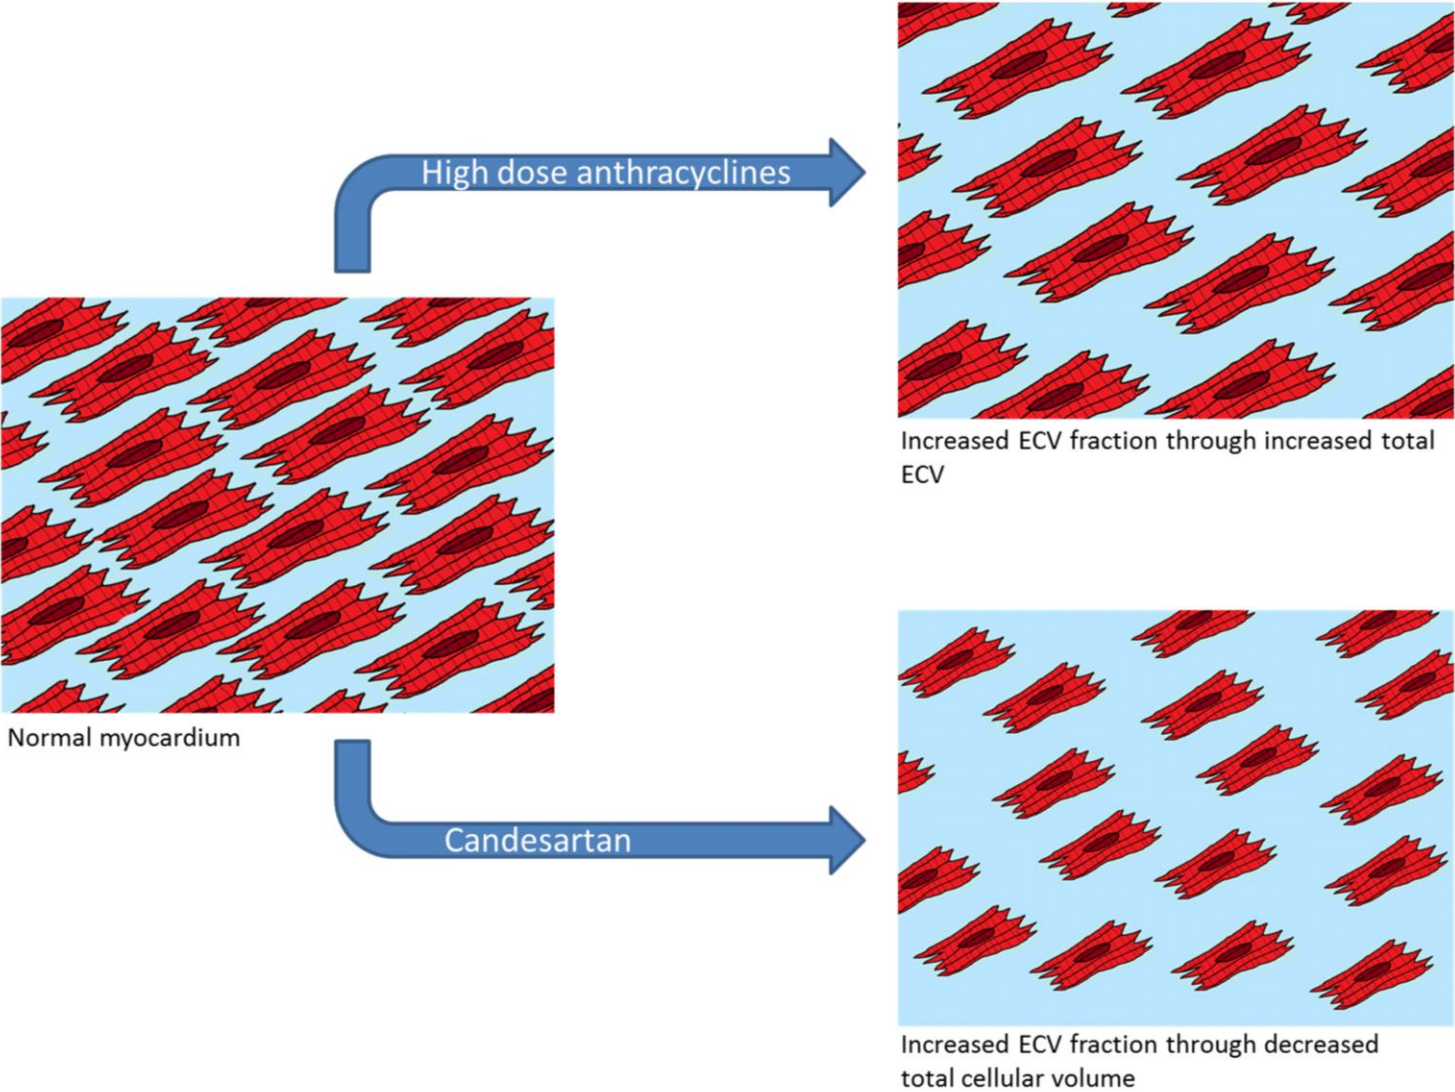 High dose anthracyclines
Increased ECV fraction through increased total
ECV
Normal myocardium
Candesartan
Increased ECV fraction through decreased
total cellular volume